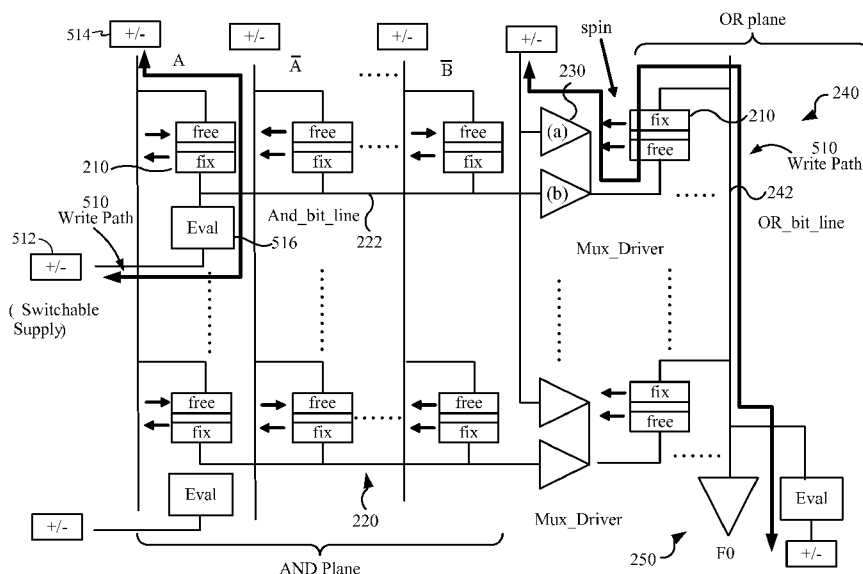 OR plane
514
+/-
+/-
+/-
+/-
spin
A
A̅
B̅
230
240
free
fix
free
fix
free
fix
(a)
(b)
fix
free
210
210
510
Write Path
510
Write Path
242
OR_bit_line
Eval
And_bit_line
516
222
Mux_Driver
512
+/-
( Switchable
Supply)
free
fix
free
fix
free
fix
fix
free
Eval
220
+/-
AND Plane
Mux_Driver
250
F0
Eval
+/-